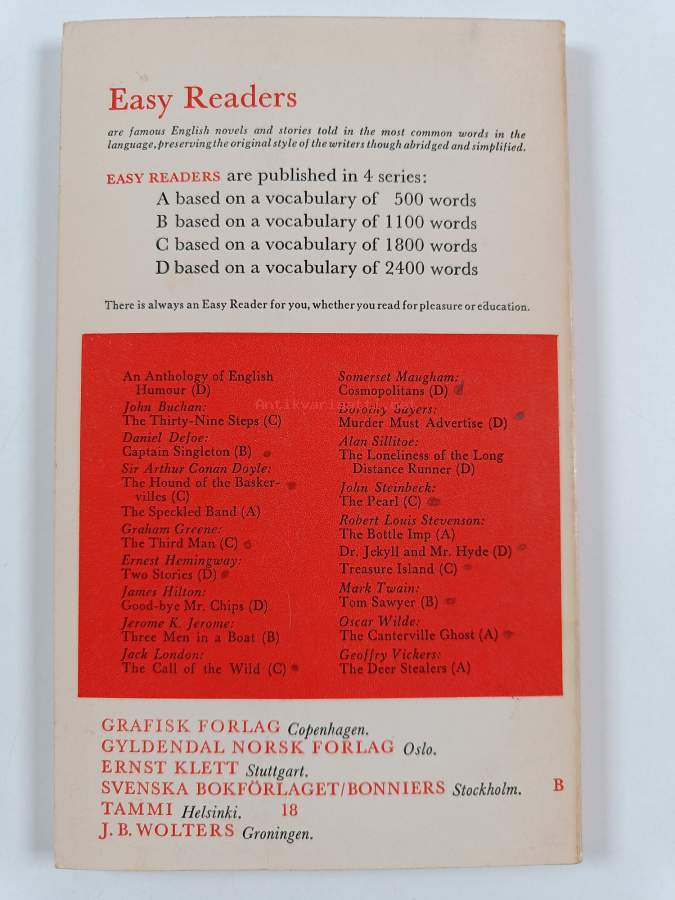 Easy Readers
are famous English novels and stories told in the most common words in the
language, preserving the original style of the writers though abridged and simplified.
EASY READERS are published in 4 series:
A based on a vocabulary of 500 words
B based on a vocabulary of 1100 words
C based on a vocabulary of 1800 words
D based on a vocabulary of 2400 words
There is always an Easy Reader for you, whether you read for pleasure or education.
An Anthology of English
Humour (D)
John Buchan:
The Thirty-Nine Steps (C)
Daniel Defoe:
Captain Singleton (B)
Sir Arthur Conan Doyle:
The Hound of the Basker-
villes (C)
The Speckled Band (A)
Graham Greene:
The Third Man (C)
Ernest Hemingway:
Two Stories (D)
James Hilton:
Good-bye Mr. Chips (D)
Jerome K. Jerome:
Three Men in a Boat (B)
Jack London:
The Call of the Wild (C)
Somerset Maugham:
Cosmopolitans (D)
Dorothy Sayers:
Murder Must Advertise (D)
Alan Sillitoe:
The Loneliness of the Long
Distance Runner (D)
John Steinbeck:
The Pearl (C)
Robert Louis Stevenson:
The Bottle Imp (A)
Dr. Jekyll and Mr. Hyde (D)
Treasure Island (C)
Mark Twain:
Tom Sawyer (B)
Oscar Wilde:
The Canterville Ghost (A)
Geoffry Vickers:
The Deer Stealers (A)
GRAFISK FORLAG Copenhagen.
GYLDENDAL NORSK FORLAG Oslo.
ERNST KLETT Stuttgart.
SVENSKA BOKFÖRLAGET/BONNIERS Stockholm. B
TAMMI Helsinki. 18
J. B. WOLTERS Groningen.